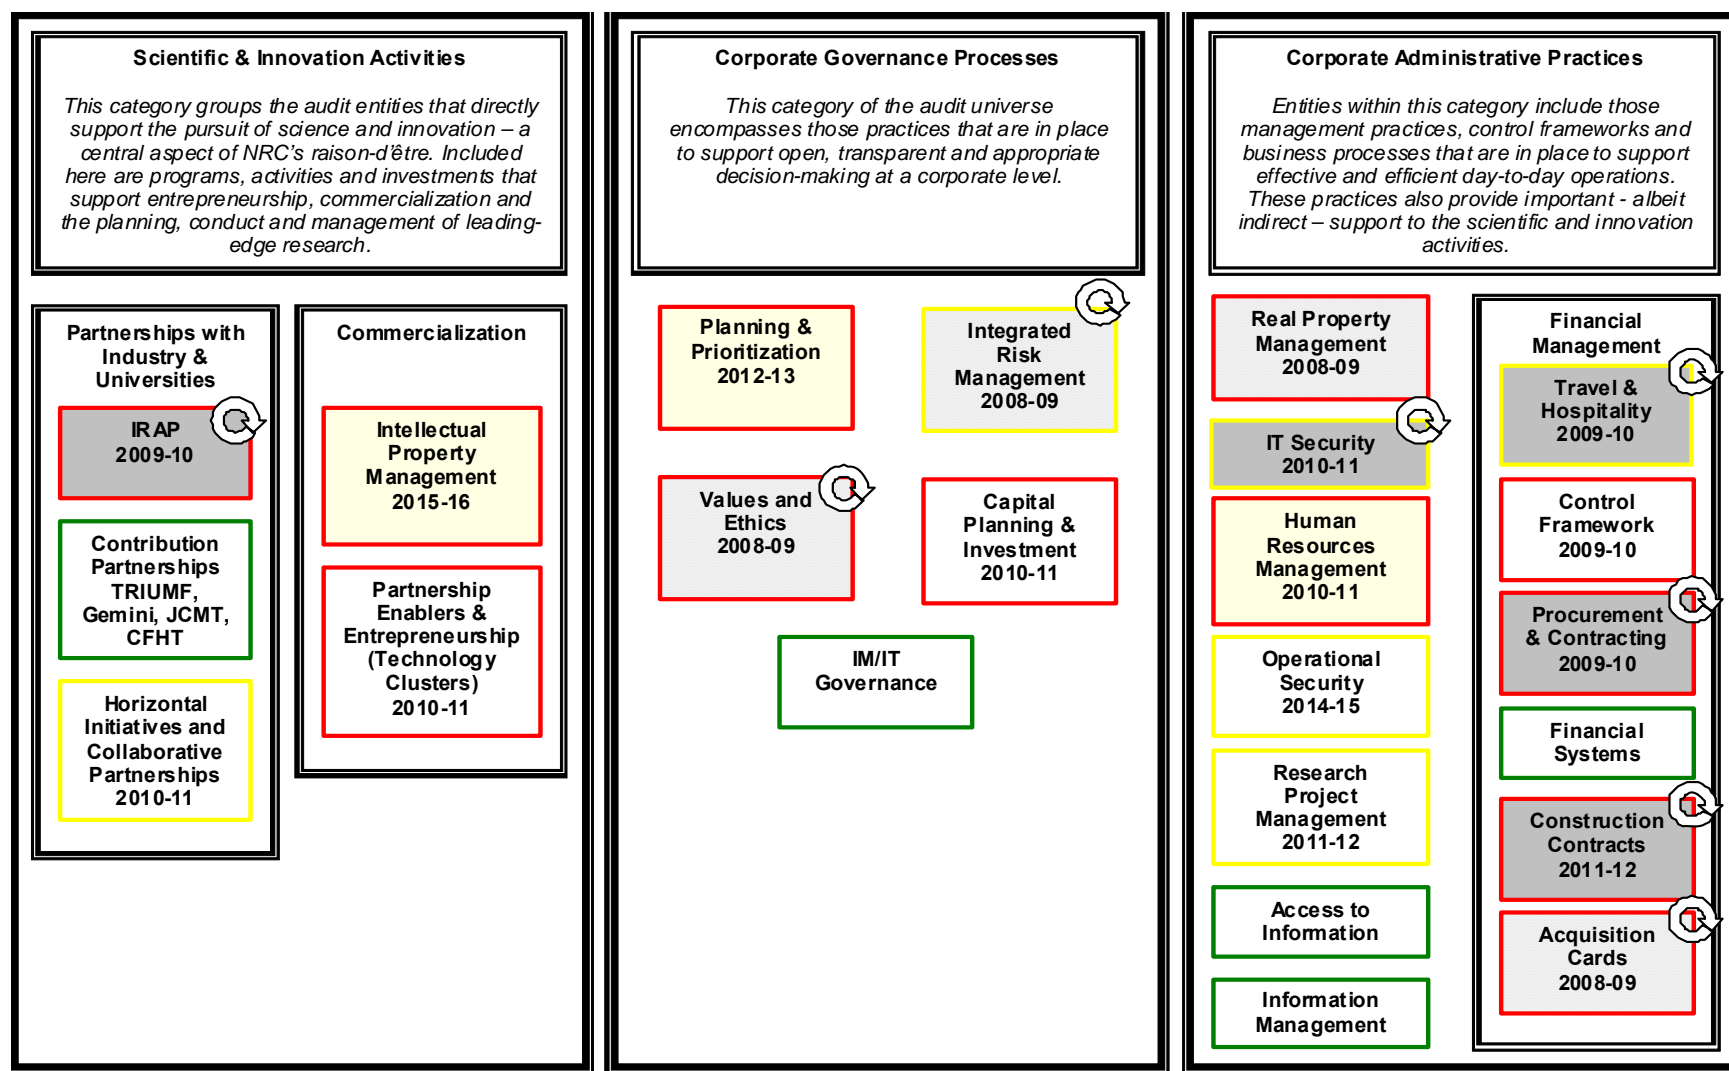 Scientific & Innovation Activities
This category groups the audit entities that directly
support the pursuit of science and innovation – a
central aspect of NRC's raison-d'être. Included
here are programs, activities and investments that
support entrepreneurship, commercialization and
the planning, conduct and management of leading-
edge research.
Partnerships with
Industry &
Universities
IRAP
2009-10
Contribution
Partnerships
TRIUMF,
Gemini, JCMT,
CFHT
Horizontal
Initiatives and
Collaborative
Partnerships
2010-11
Commercialization
Intellectual
Property
Management
2015-16
Partnership
Enablers &
Entrepreneurship
(Technology
Clusters)
2010-11
Corporate Governance Processes
This category of the audit universe
encompasses those practices that are in place
to support open, transparent and appropriate
decision-making at a corporate level.
Planning &
Prioritization
2012-13
Integrated
Risk
Management
2008-09
Values and
Ethics
2008-09
Capital
Planning &
Investment
2010-11
IM/IT
Governance
Corporate Administrative Practices
Entities within this category include those
management practices, control frameworks and
business processes that are in place to support
effective and efficient day-to-day operations.
These practices also provide important - albeit
indirect – support to the scientific and innovation
activities.
Real Property
Management
2008-09
IT Security
2010-11
Human
Resources
Management
2010-11
Operational
Security
2014-15
Research
Project
Management
2011-12
Access to
Information
Information
Management
Financial
Management
Travel &
Hospitality
2009-10
Control
Framework
2009-10
Procurement
& Contracting
2009-10
Financial
Systems
Construction
Contracts
2011-12
Acquisition
Cards
2008-09